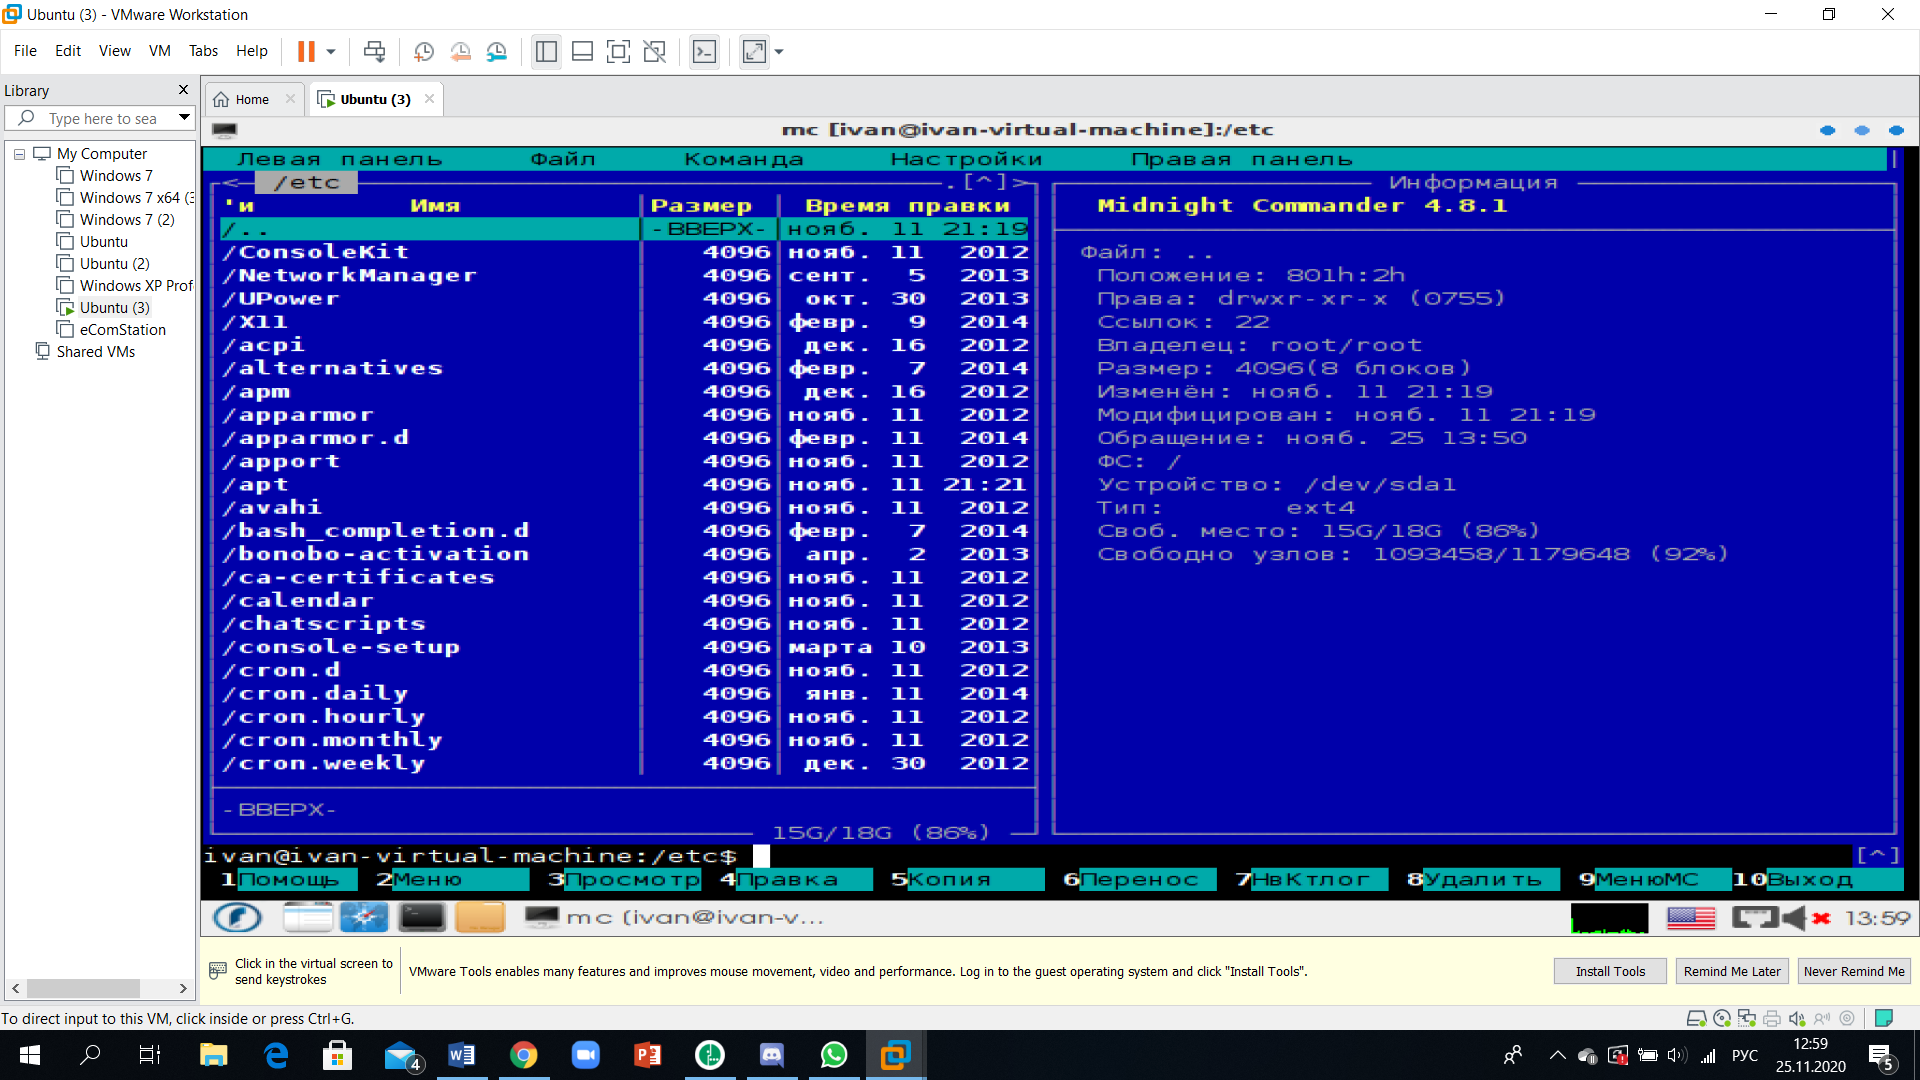 Ubuntu (3) - VMware Workstation
File Edit View VM Tabs Help
Library
Type here to sea
My Computer
Windows 7
Windows 7 x64 (3
Windows 7 (2)
Ubuntu
Ubuntu (2)
Windows XP Prof
Ubuntu (3)
eComStation
Shared VMs
Home
Ubuntu (3)
mc [ivan@ivan-virtual-machine]:/etc
Левая панель Файл Команда Настройки Правая панель
<— /etc .[^]>
'и Имя Размер Время правки
/.. -ВВЕРХ- нояб. 11 21:19
/ConsoleKit 4096 нояб. 11 2012
/NetworkManager 4096 сент. 5 2013
/UPower 4096 окт. 30 2013
/X11 4096 февр. 9 2014
/acpi 4096 дек. 16 2012
/alternatives 4096 февр. 7 2014
/apm 4096 дек. 16 2012
/apparmor 4096 нояб. 11 2012
/apparmor.d 4096 февр. 11 2014
/apport 4096 нояб. 11 2012
/apt 4096 нояб. 11 21:21
/avahi 4096 нояб. 11 2012
/bash_completion.d 4096 февр. 7 2014
/bonobo-activation 4096 апр. 2 2013
/ca-certificates 4096 нояб. 11 2012
/calendar 4096 нояб. 11 2012
/chatscripts 4096 нояб. 11 2012
/console-setup 4096 марта 10 2013
/cron.d 4096 нояб. 11 2012
/cron.daily 4096 янв. 11 2014
/cron.hourly 4096 нояб. 11 2012
/cron.monthly 4096 нояб. 11 2012
/cron.weekly 4096 дек. 30 2012
-ВВЕРХ-
15G/18G (86%)
Информация
Midnight Commander 4.8.1
Файл: ..
Положение: 801h:2h
Права: drwxr-xr-x (0755)
Ссылок: 22
Владелец: root/root
Размер: 4096(8 блоков)
Изменён: нояб. 11 21:19
Модифицирован: нояб. 11 21:19
Обращение: нояб. 25 13:50
ФС: /
Устройство: /dev/sda1
Тип: ext4
Своб. место: 15G/18G (86%)
Свободно узлов: 1093458/1179648 (92%)
ivan@ivan-virtual-machine:/etc$ [^]
1Помощь 2Меню 3Просмотр 4Правка 5Копия 6Перенос 7НвКтлог 8Удалить 9МенюМС 10Выход
mc (ivan@ivan-v... 13:59
Click in the virtual screen to
send keystrokes
VMware Tools enables many features and improves mouse movement, video and performance. Log in to the guest operating system and click "Install Tools".
Install Tools Remind Me Later Never Remind Me
To direct input to this VM, click inside or press Ctrl+G.
4
РУС
12:59
25.11.2020
5